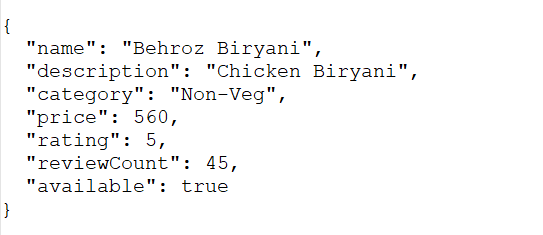 {
  "name": "Behroz Biryani",
  "description": "Chicken Biryani",
  "category": "Non-Veg",
  "price": 560,
  "rating": 5,
  "reviewCount": 45,
  "available": true
}